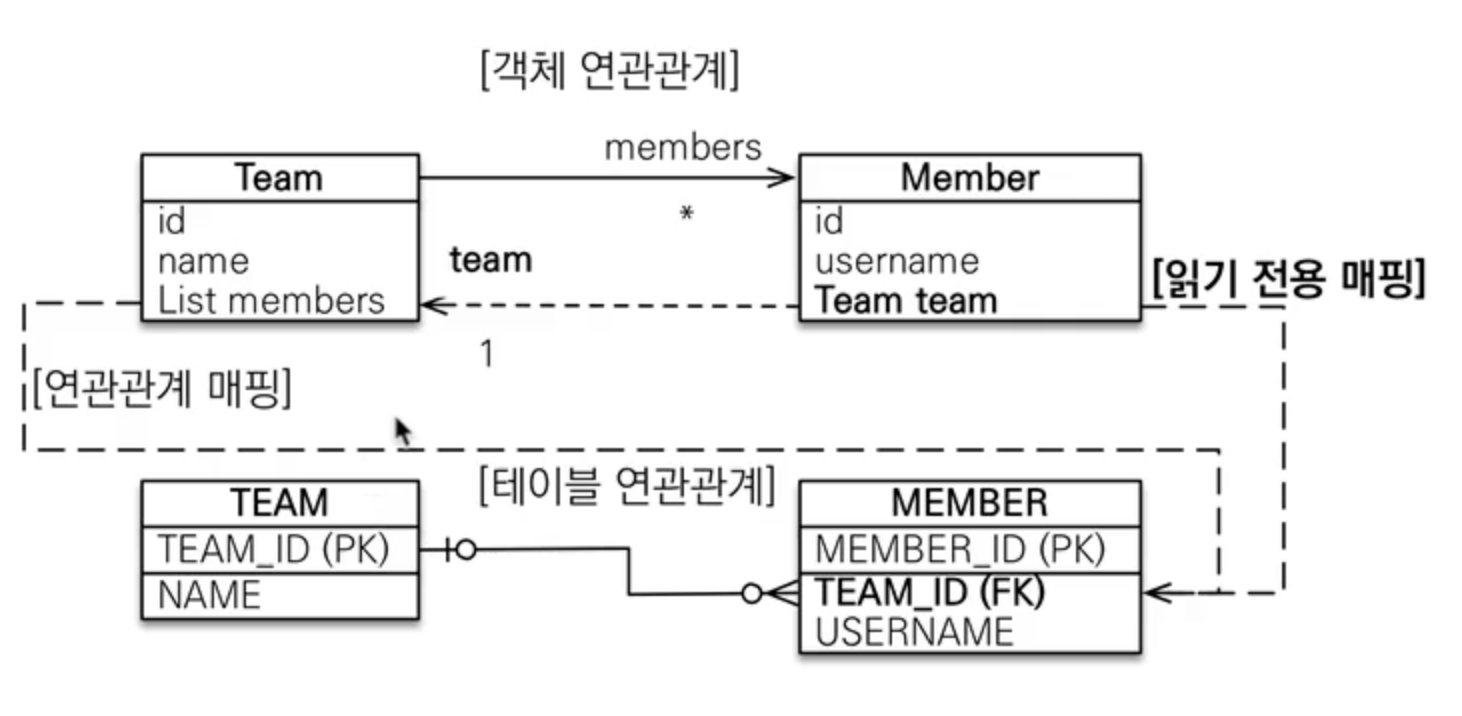 [객체 연관관계]
members
Team
Member
*
id
name
List members
team
1
id
username
Team team
[읽기 전용 매핑]
[연관관계 매핑]
[테이블 연관관계]
TEAM
TEAM_ID (PK)
NAME
MEMBER
MEMBER_ID (PK)
TEAM_ID (FK)
USERNAME